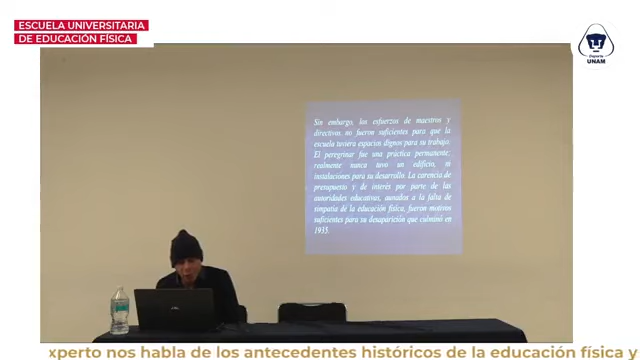 ESCUELA UNIVERSITARIA
DE EDUCACIÓN FÍSICA
Deporte
UNAM
Sin embargo, los esfuerzos de maestros y
directivos, no fueron suficientes para que la
escuela tuviera espacios dignos para su trabajo.
El peregrinar fue una práctica permanente;
realmente nunca tuvo un edificio, ni
instalaciones para su desarrollo. La carencia de
presupuesto y de interés por parte de las
autoridades educativas, aunados a la falta de
simpatía de la educación física, fueron motivos
suficientes para su desaparición que culminó en
1935.
xperto nos habla de los antecedentes históricos de la educación física y